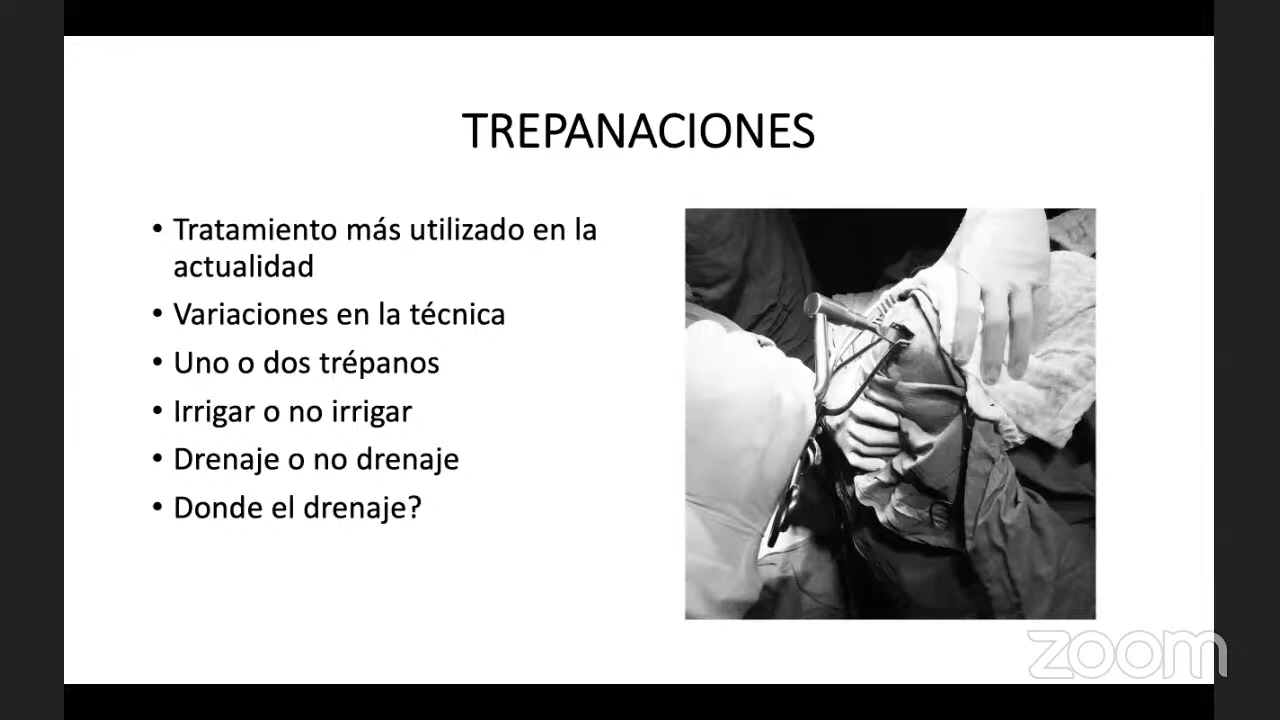 TREPANACIONES
• Tratamiento más utilizado en la
actualidad
• Variaciones en la técnica
• Uno o dos trépanos
• Irrigar o no irrigar
• Drenaje o no drenaje
• Donde el drenaje?
zoom